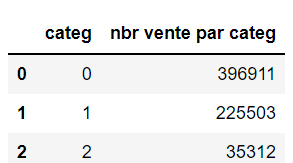 categ nbr vente par categ
0 0 396911
1 1 225503
2 2 35312